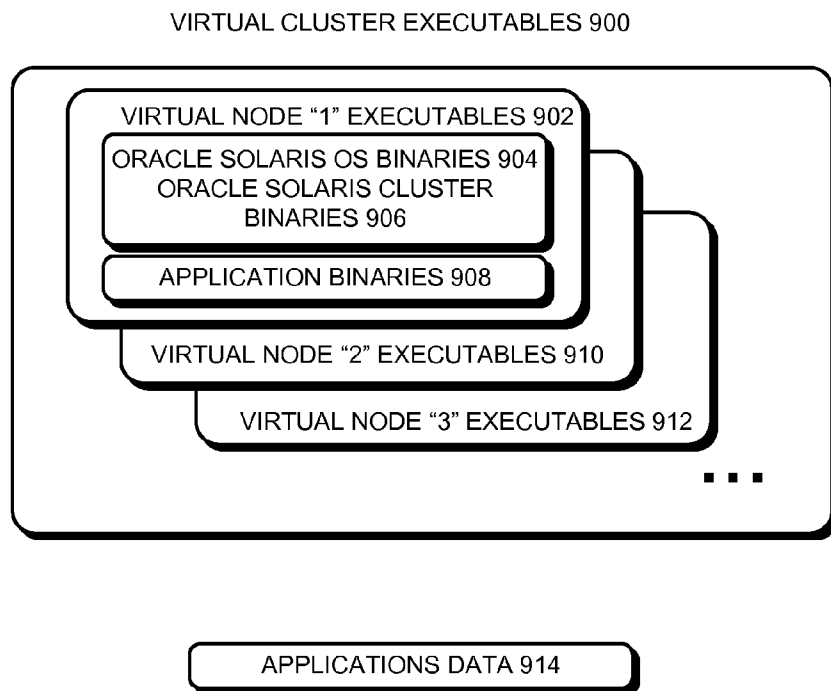 VIRTUAL CLUSTER EXECUTABLES 900
VIRTUAL NODE “1” EXECUTABLES 902
ORACLE SOLARIS OS BINARIES 904
ORACLE SOLARIS CLUSTER
BINARIES 906
APPLICATION BINARIES 908
VIRTUAL NODE “2” EXECUTABLES 910
VIRTUAL NODE “3” EXECUTABLES 912
...
APPLICATIONS DATA 914